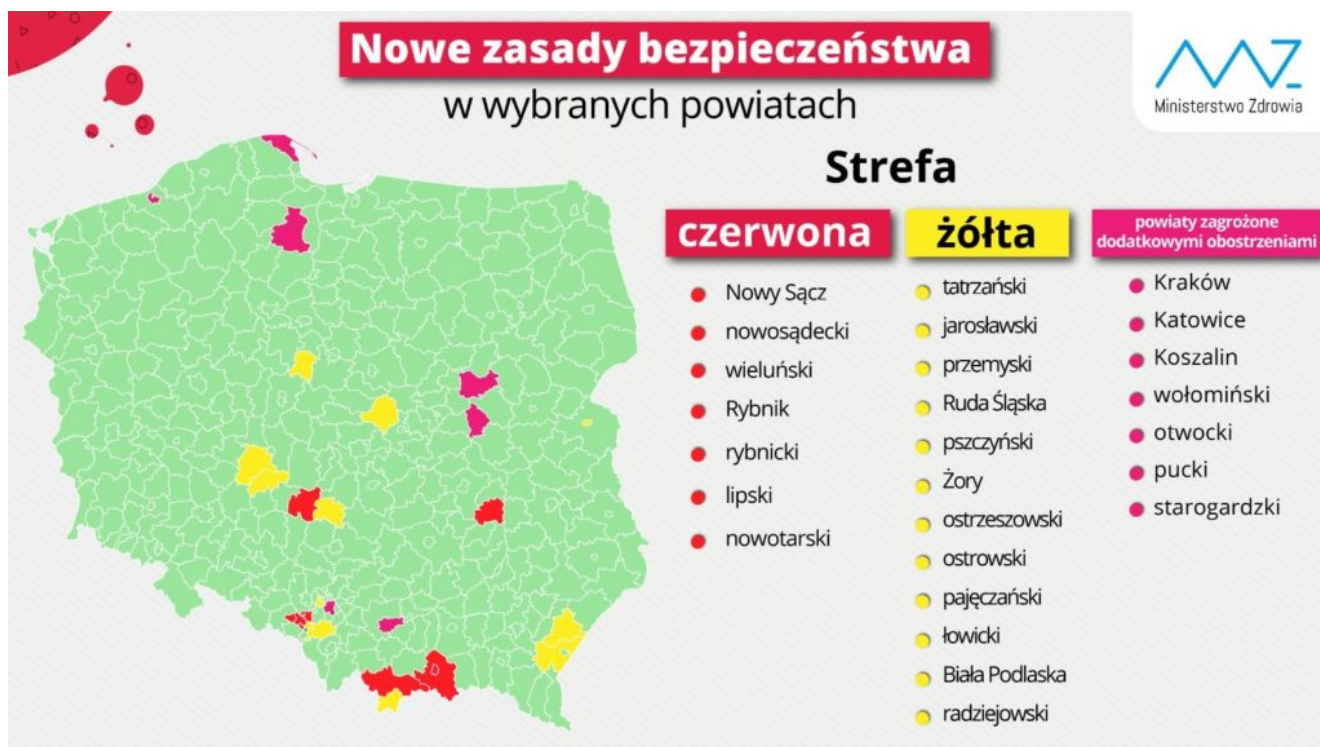 Nowe zasady bezpieczeństwa
w wybranych powiatach
Ministerstwo Zdrowia
Strefa
czerwona
Nowy Sącz
nowosądecki
wieluński
Rybnik
rybnicki
lipski
nowotarski
żółta
tatrzański
jarosławski
przemyski
Ruda Śląska
pszczyński
Żory
ostrzeszowski
ostrowski
pajęczański
łowicki
Biała Podlaska
radziejowski
powiaty zagrożone
dodatkowymi obostrzeniami
Kraków
Katowice
Koszalin
wołomiński
otwocki
pucki
starogardzki